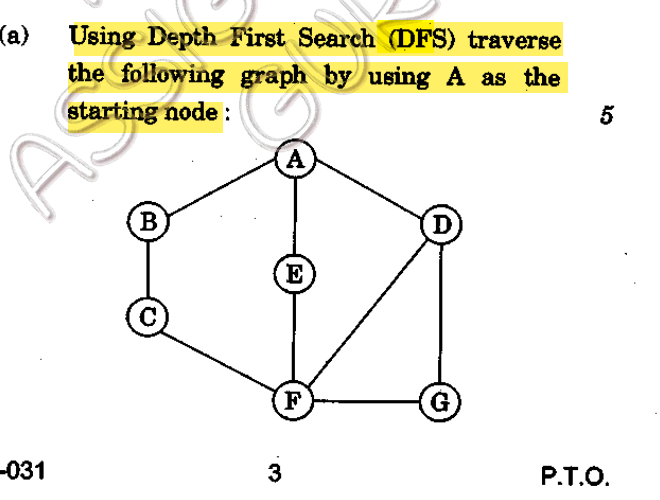 (a) Using Depth First Search (DFS) traverse
the following graph by using A as the
starting node : 5
A
B
D
E
C
F
G
-031 3 P.T.O.